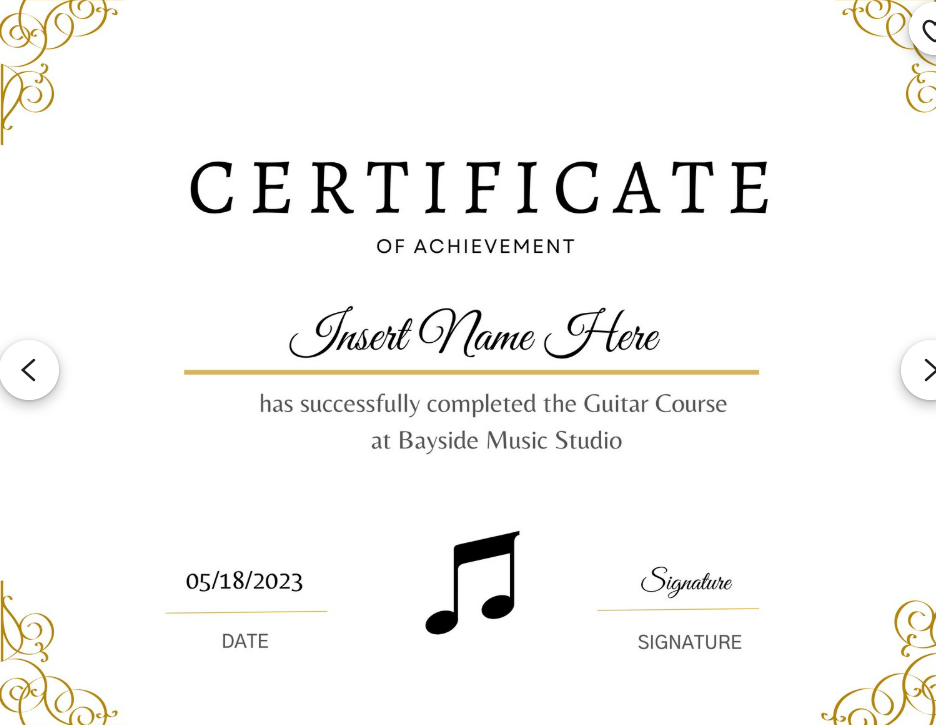 CERTIFICATE
OF ACHIEVEMENT
Insert Name Here
has successfully completed the Guitar Course
at Bayside Music Studio
05/18/2023
DATE
Signature
SIGNATURE